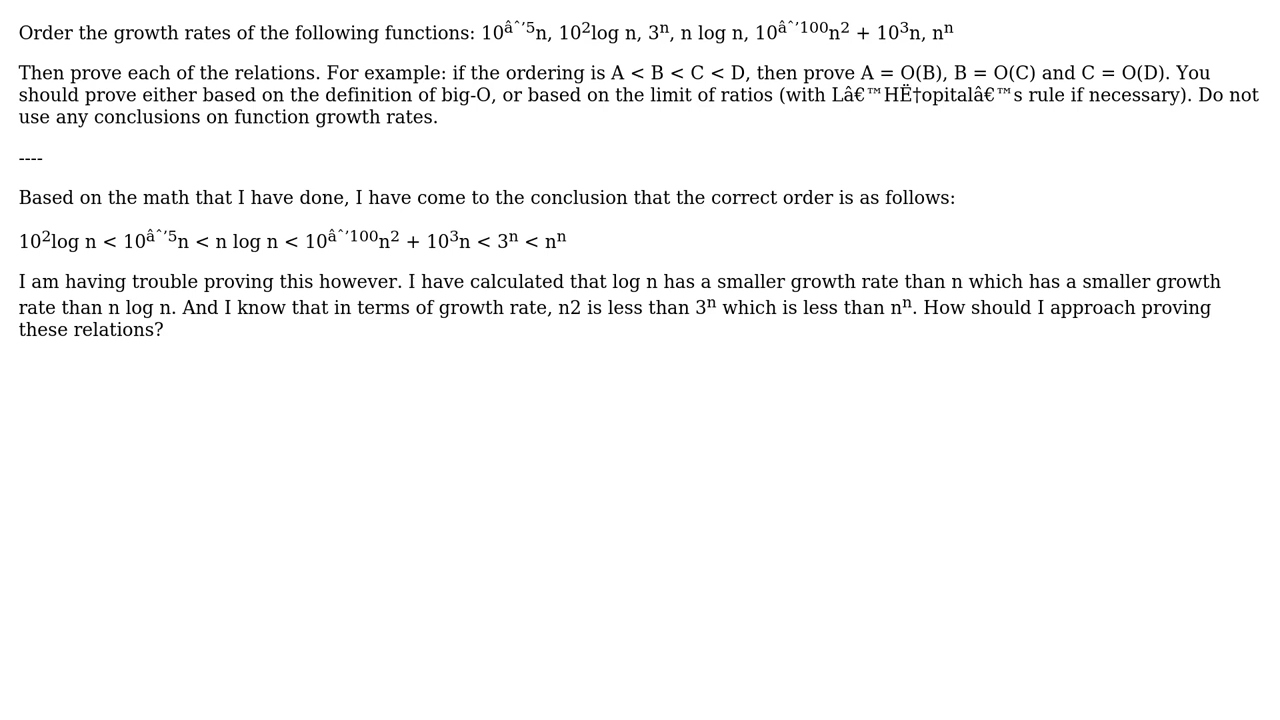 Order the growth rates of the following functions: 10âˆ’5n, 102log n, 3n, n log n, 10âˆ’100n2 + 103n, nn
Then prove each of the relations. For example: if the ordering is A < B < C < D, then prove A = O(B), B = O(C) and C = O(D). You
should prove either based on the definition of big-O, or based on the limit of ratios (with Lâ€™HË†opitalâ€™s rule if necessary). Do not
use any conclusions on function growth rates.
----
Based on the math that I have done, I have come to the conclusion that the correct order is as follows:
102log n < 10âˆ’5n < n log n < 10âˆ’100n2 + 103n < 3n < nn
I am having trouble proving this however. I have calculated that log n has a smaller growth rate than n which has a smaller growth
rate than n log n. And I know that in terms of growth rate, n2 is less than 3n which is less than nn. How should I approach proving
these relations?